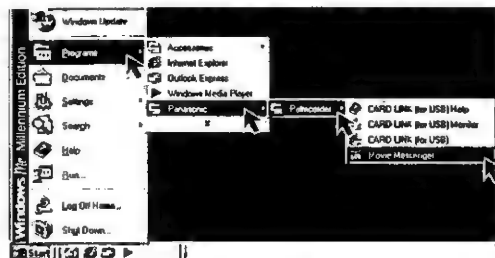 Windows Me Millennium Edition
Windows Update
Programs
Documents
Settings
Search
Help
Run...
Log Off Home...
Shut Down...
Start
Accessories
Internet Explorer
Outlook Express
Windows Media Player
Panasonic
Palmcorder
CARD LINK (for USB) Help
CARD LINK (for USB) Monitor
CARD LINK (for USB)
Movie Messenger